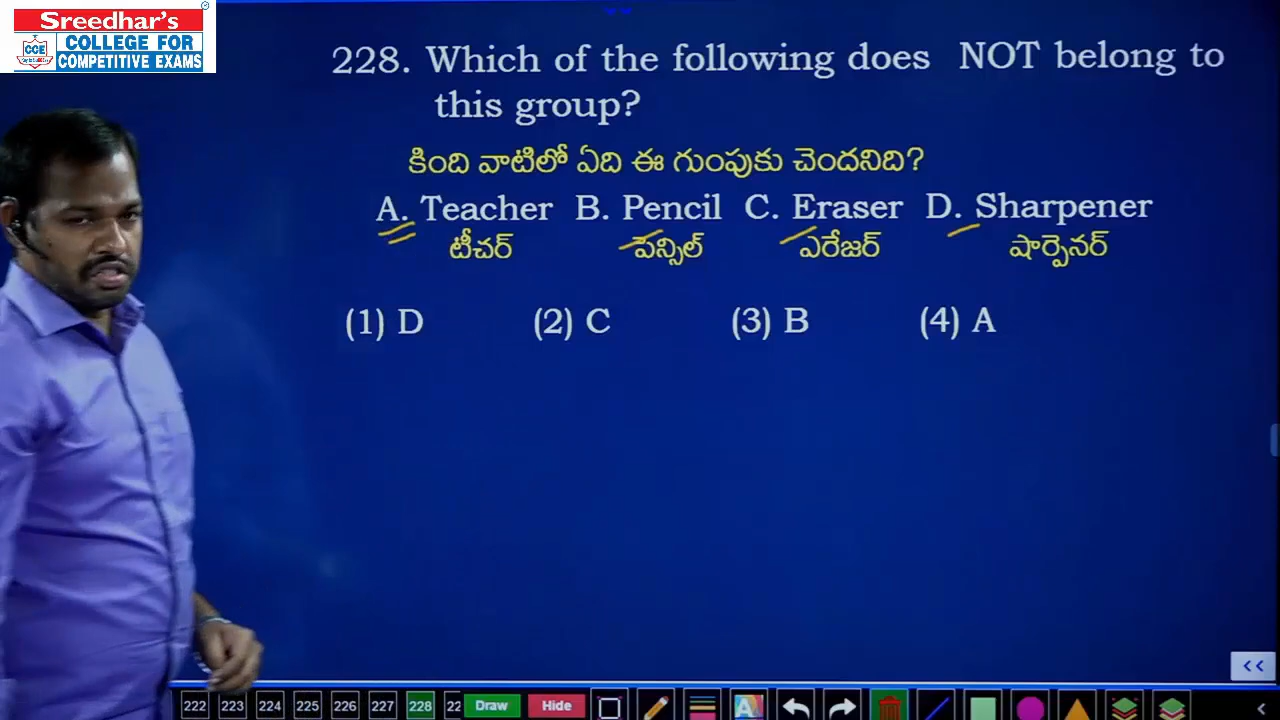 Sreedhar's
CCE
COLLEGE FOR
COMPETITIVE EXAMS
228. Which of the following does NOT belong to
this group?
కింది వాటిలో ఏది ఈ గుంపుకు చెందనిది?
A. Teacher B. Pencil C. Eraser D. Sharpener
టీచర్ పెన్సిల్ ఎరేజర్ షార్పెనర్
(1) D (2) C (3) B (4) A
<<
222 223 224 225 226 227 228 22 Draw Hide A <